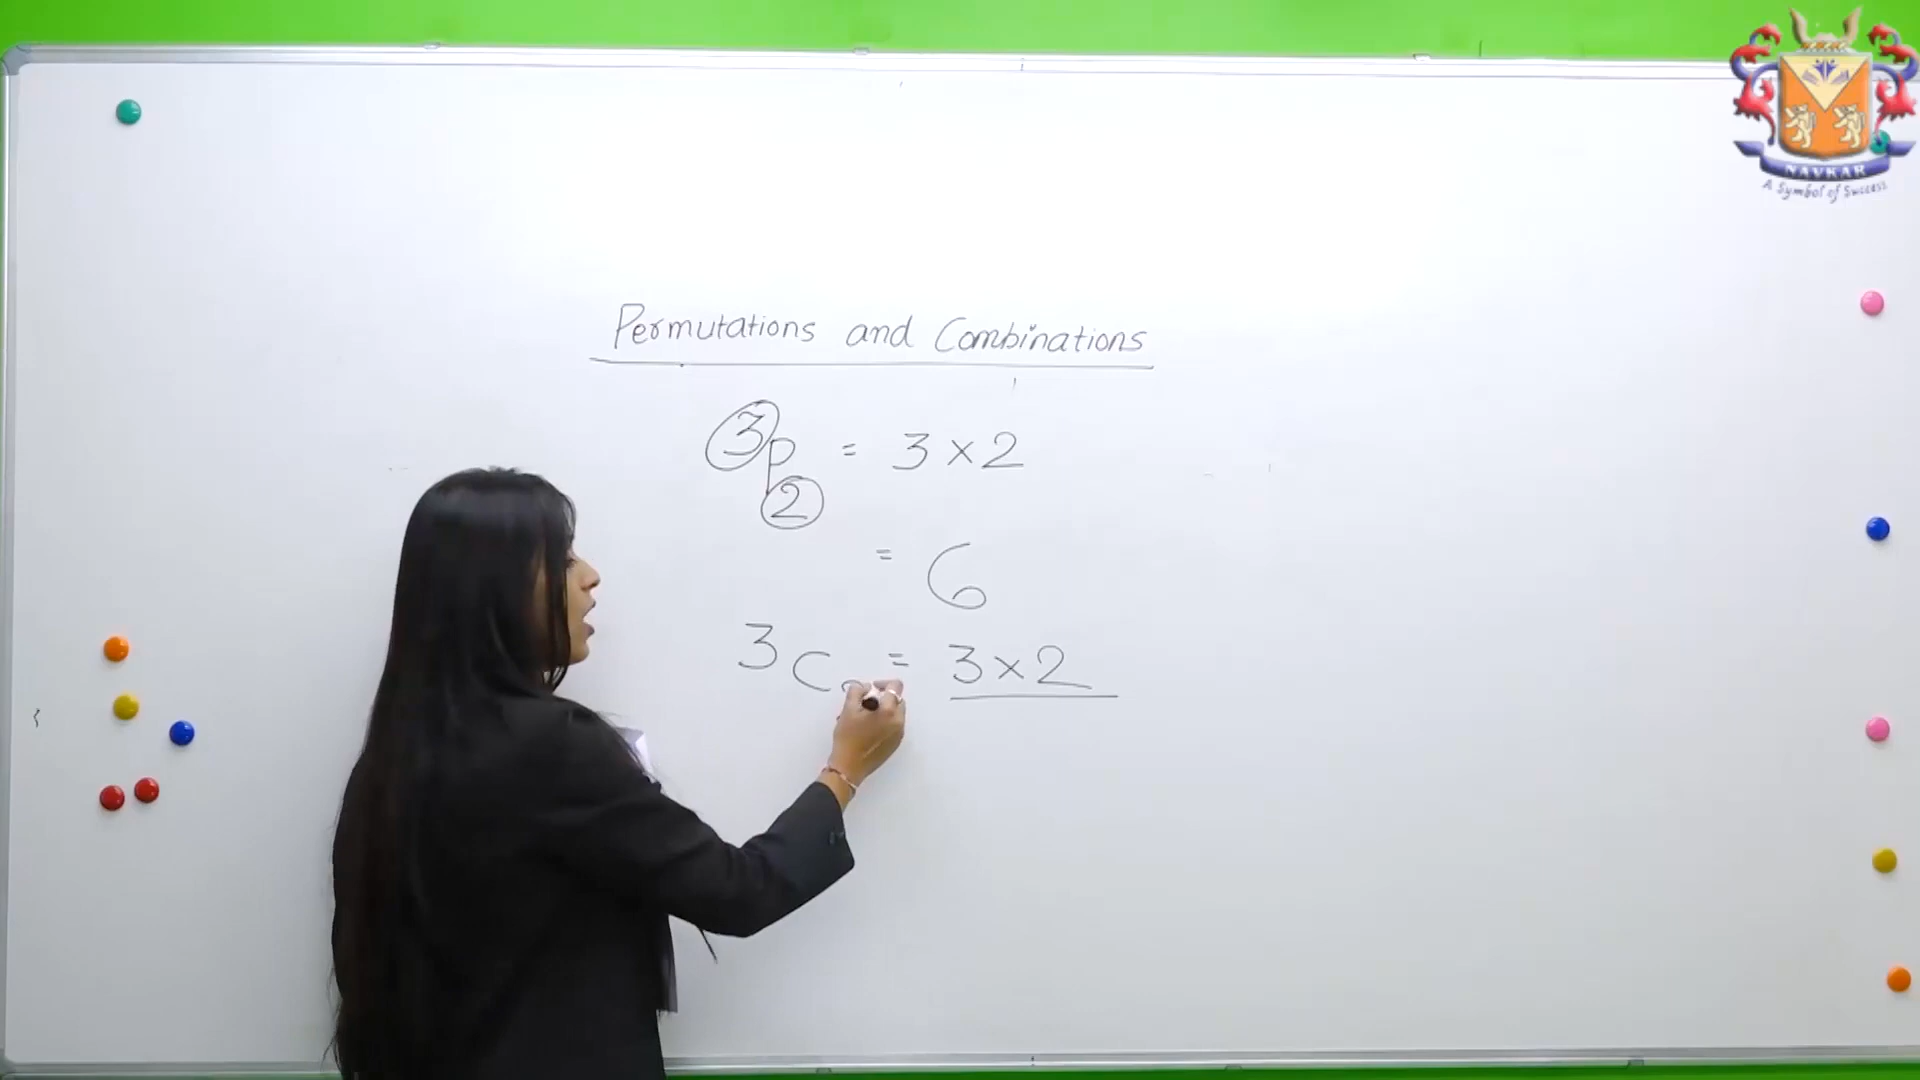 NAVKAR
A Symbol of Success
Permutations and Combinations
3P2 = 3 × 2
= 6
3C = 3 × 2